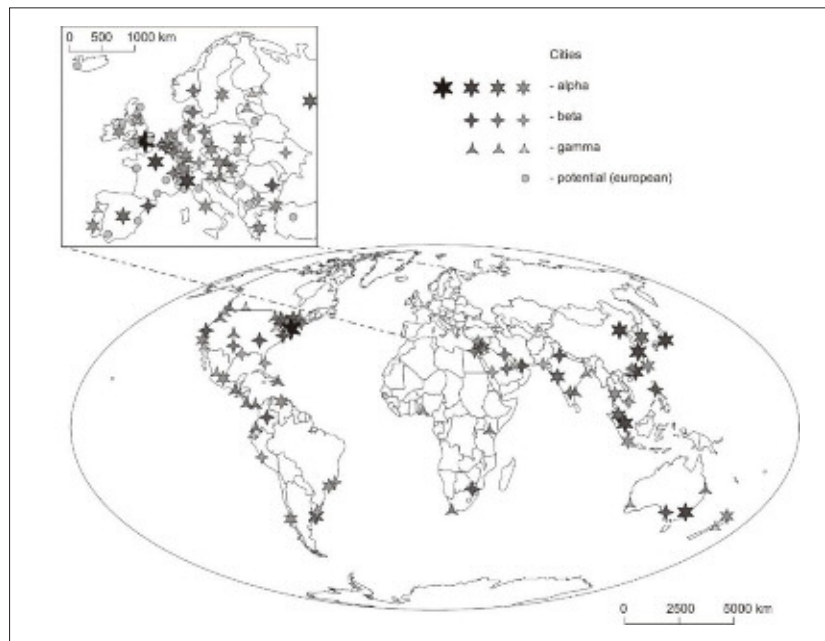 0 500 1000 km
Cities
- alpha
- beta
- gamma
- potential (european)
0 2500 5000 km